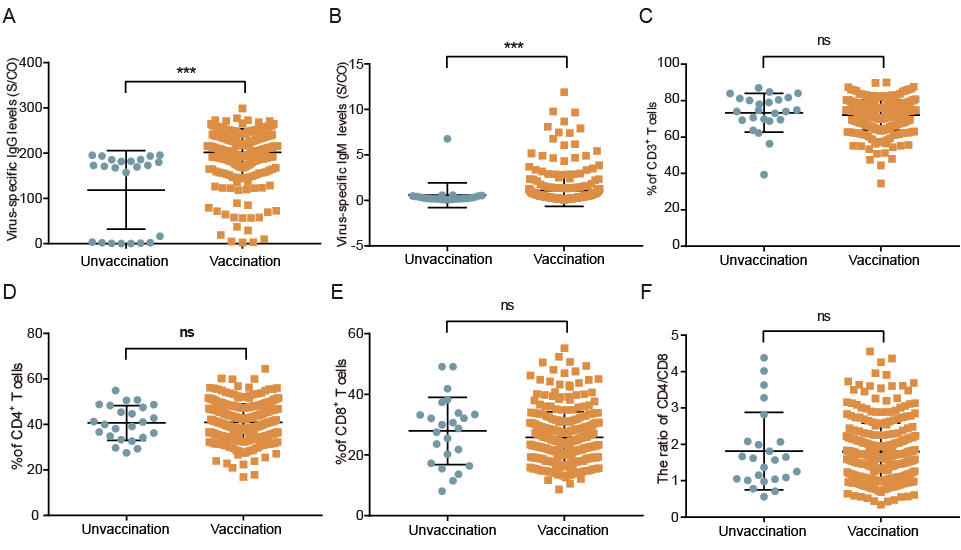 A
Virus-specific IgG levels (S/CO)
400
300
200
100
0
***
Unvaccination
Vaccination
B
Virus-specific IgM levels (S/CO)
15
10
5
0
-5
***
Unvaccination
Vaccination
C
% of CD3+ T cells
100
80
60
40
20
0
ns
Unvaccination
Vaccination
D
%of CD4+ T cells
80
60
40
20
0
ns
Unvaccination
Vaccination
E
%of CD8+ T cells
60
40
20
0
ns
Unvaccination
Vaccination
F
The ratio of CD4/CD8
5
4
3
2
1
0
ns
Unvaccination
Vaccination